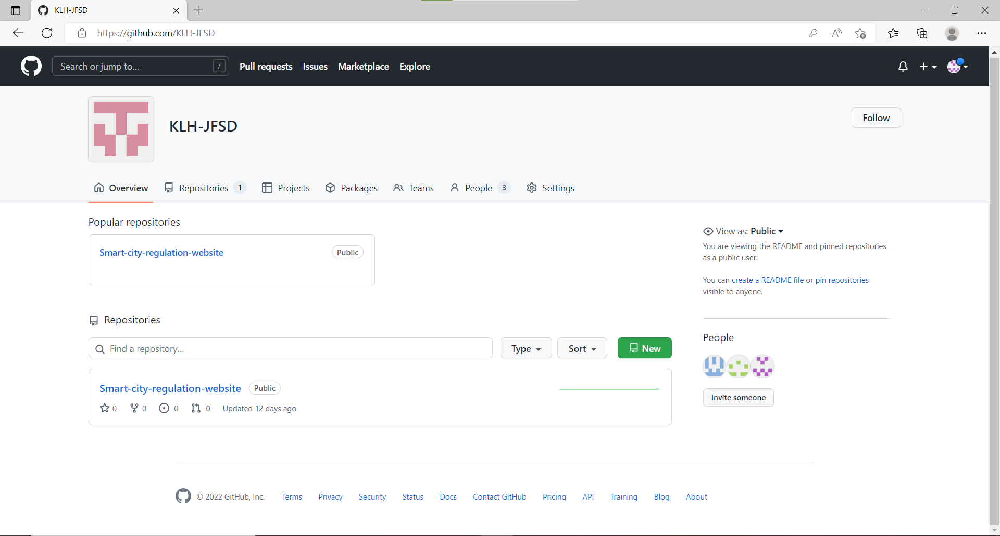 KLH-JFSD
https://github.com/KLH-JFSD
Search or jump to... /
Pull requests Issues Marketplace Explore
KLH-JFSD
Follow
Overview Repositories 1 Projects Packages Teams People 3 Settings
Popular repositories
Smart-city-regulation-website Public
View as: Public
You are viewing the README and pinned repositories
as a public user.
You can create a README file or pin repositories
visible to anyone.
Repositories
Find a repository... Type Sort New
Smart-city-regulation-website Public
0 0 0 0 Updated 12 days ago
People
Invite someone
© 2022 GitHub, Inc. Terms Privacy Security Status Docs Contact GitHub Pricing API Training Blog About